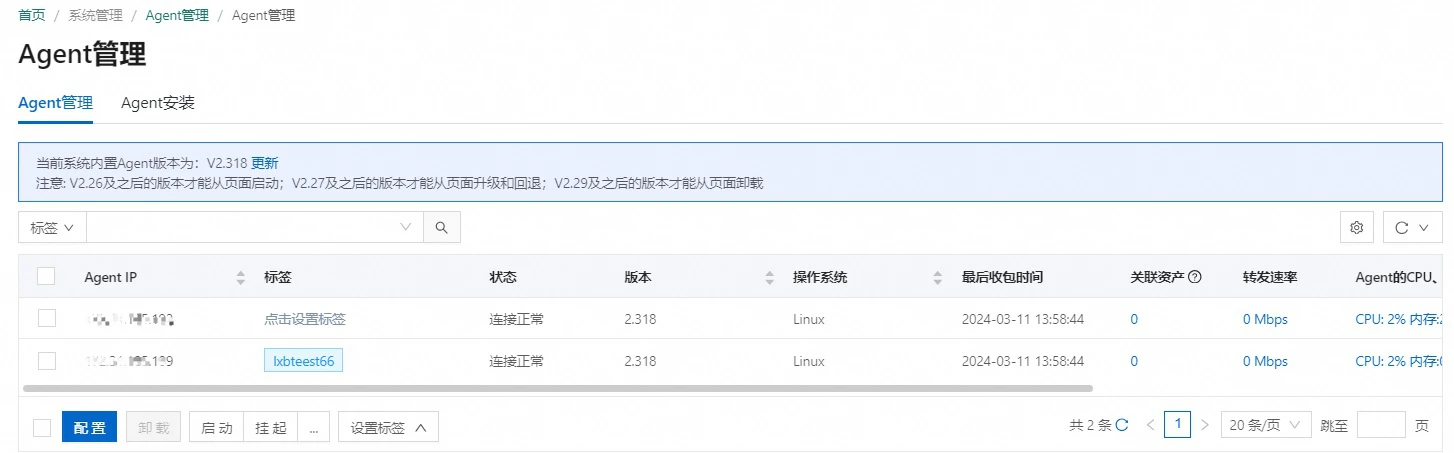 首页 / 系统管理 / Agent管理 / Agent管理
Agent管理
Agent管理 Agent安装
当前系统内置Agent版本为：V2.318 更新
注意: V2.26及之后的版本才能从页面启动；V2.27及之后的版本才能从页面升级和回退；V2.29及之后的版本才能从页面卸载
标签
Agent IP 标签 状态 版本 操作系统 最后收包时间 关联资产 转发速率 Agent的CPU、
点击设置标签 连接正常 2.318 Linux 2024-03-11 13:58:44 0 0 Mbps CPU: 2% 内存:
lxbteest66 连接正常 2.318 Linux 2024-03-11 13:58:44 0 0 Mbps CPU: 2% 内存:
配置 卸载 启动 挂起 ... 设置标签 共 2 条 1 20 条/页 跳至 页